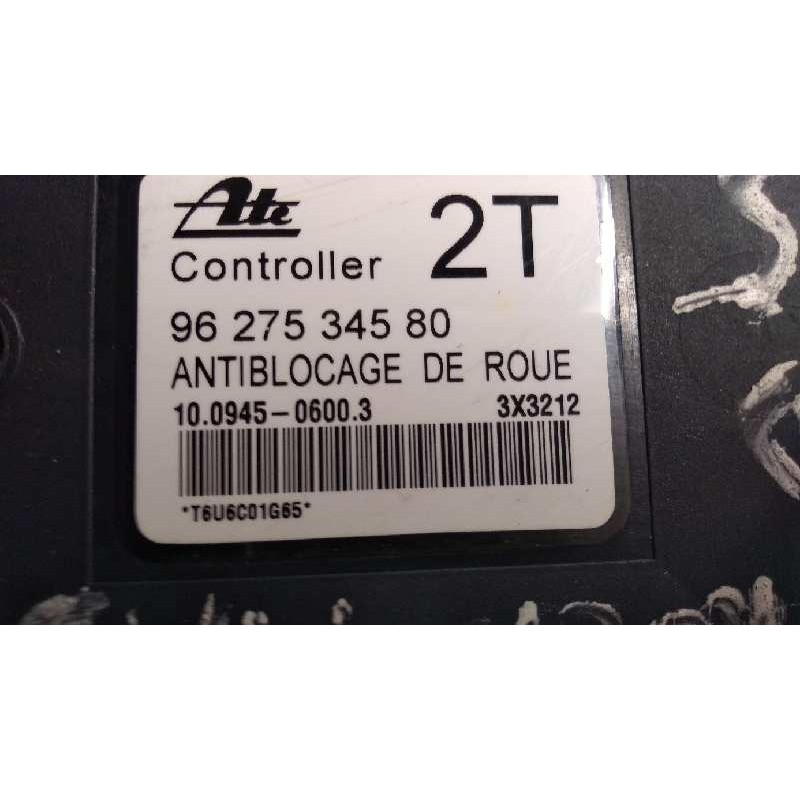 Ate
Controller 2T
96 275 345 80
ANTIBLOCAGE DE ROUE
10.0945-0600.3 3X3212
*T6U6C01G65*